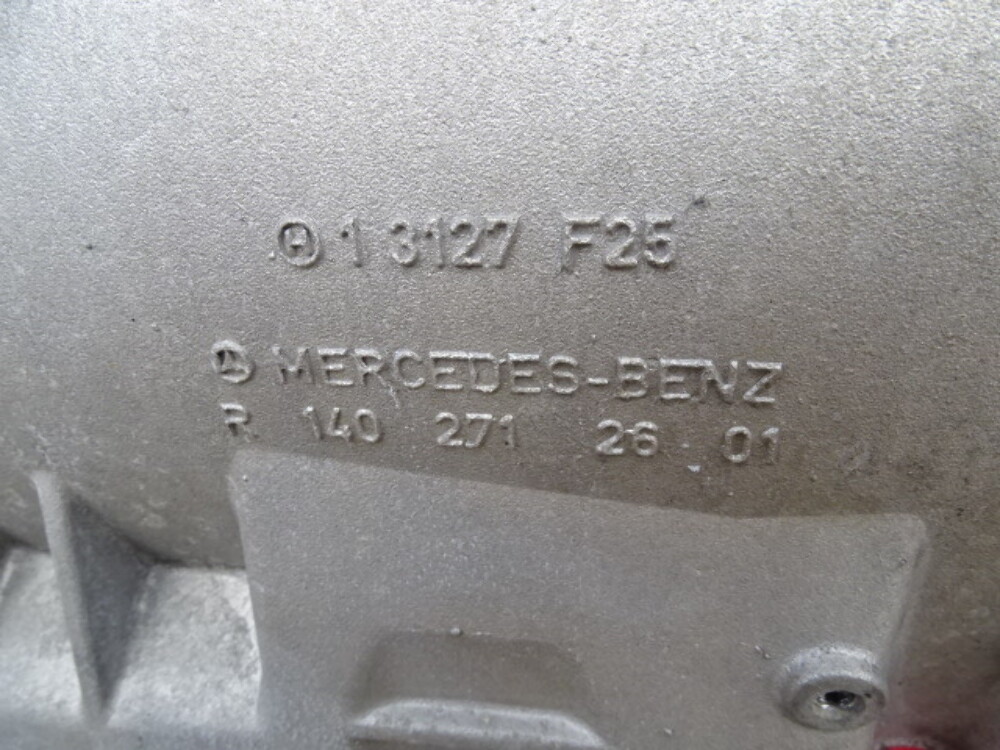 H 1 3127 F25
MERCEDES-BENZ
R 140 271 26 01